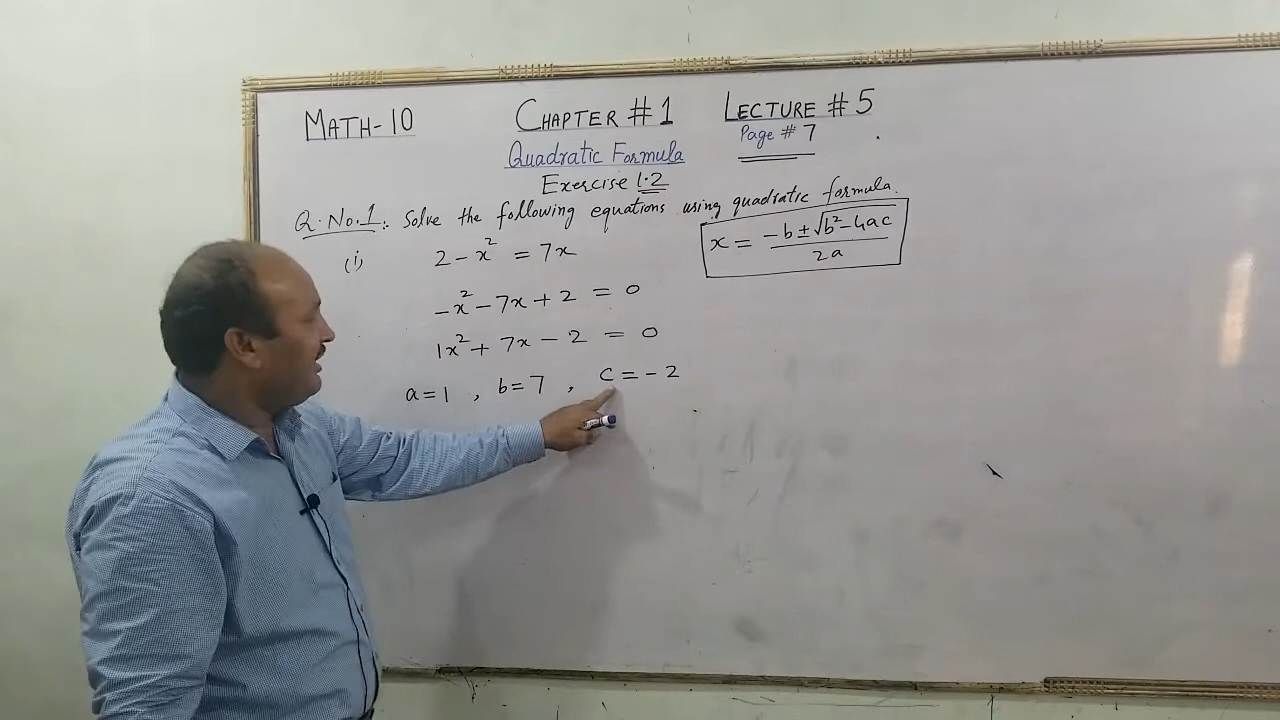 MATH-10 CHAPTER #1 LECTURE #5
Page # 7
Quadratic Formula
Exercise 1.2
Q.No.1:. Solve the following equations using quadratic formula.
(i) 2 - x² = 7x
x = (-b ± √(b² - 4ac)) / 2a
-x² - 7x + 2 = 0
1x² + 7x - 2 = 0
a = 1 , b = 7 , c = - 2